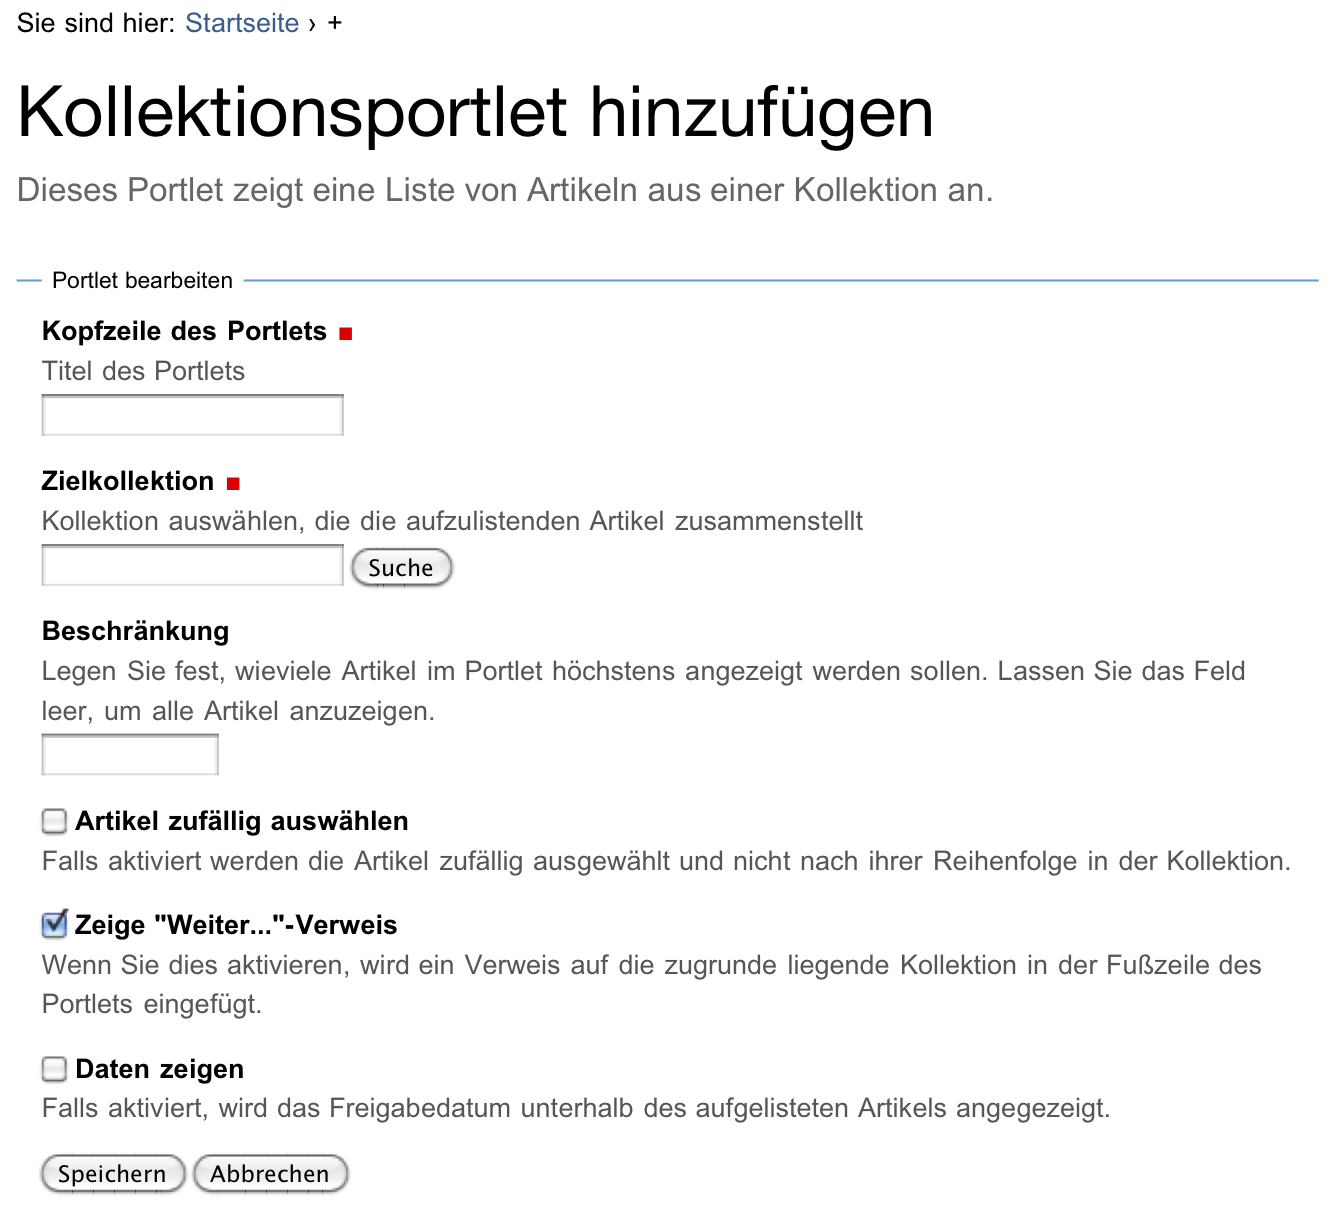 Sie sind hier: Startseite › +
Kollektionsportlet hinzufügen
Dieses Portlet zeigt eine Liste von Artikeln aus einer Kollektion an.
Portlet bearbeiten
Kopfzeile des Portlets
Titel des Portlets
Zielkollektion
Kollektion auswählen, die die aufzulistenden Artikel zusammenstellt
Suche
Beschränkung
Legen Sie fest, wieviele Artikel im Portlet höchstens angezeigt werden sollen. Lassen Sie das Feld
leer, um alle Artikel anzuzeigen.
Artikel zufällig auswählen
Falls aktiviert werden die Artikel zufällig ausgewählt und nicht nach ihrer Reihenfolge in der Kollektion.
Zeige "Weiter..."-Verweis
Wenn Sie dies aktivieren, wird ein Verweis auf die zugrunde liegende Kollektion in der Fußzeile des
Portlets eingefügt.
Daten zeigen
Falls aktiviert, wird das Freigabedatum unterhalb des aufgelisteten Artikels angegezeigt.
Speichern Abbrechen